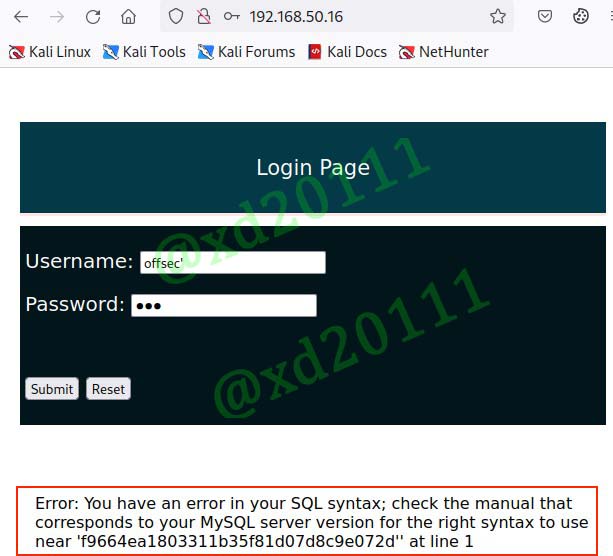 192.168.50.16
Kali Linux Kali Tools Kali Forums Kali Docs NetHunter
Login Page
@xd20111
Username: offsec'
Password: •••
@xd20111
Submit Reset
Error: You have an error in your SQL syntax; check the manual that
corresponds to your MySQL server version for the right syntax to use
near 'f9664ea1803311b35f81d07d8c9e072d'' at line 1